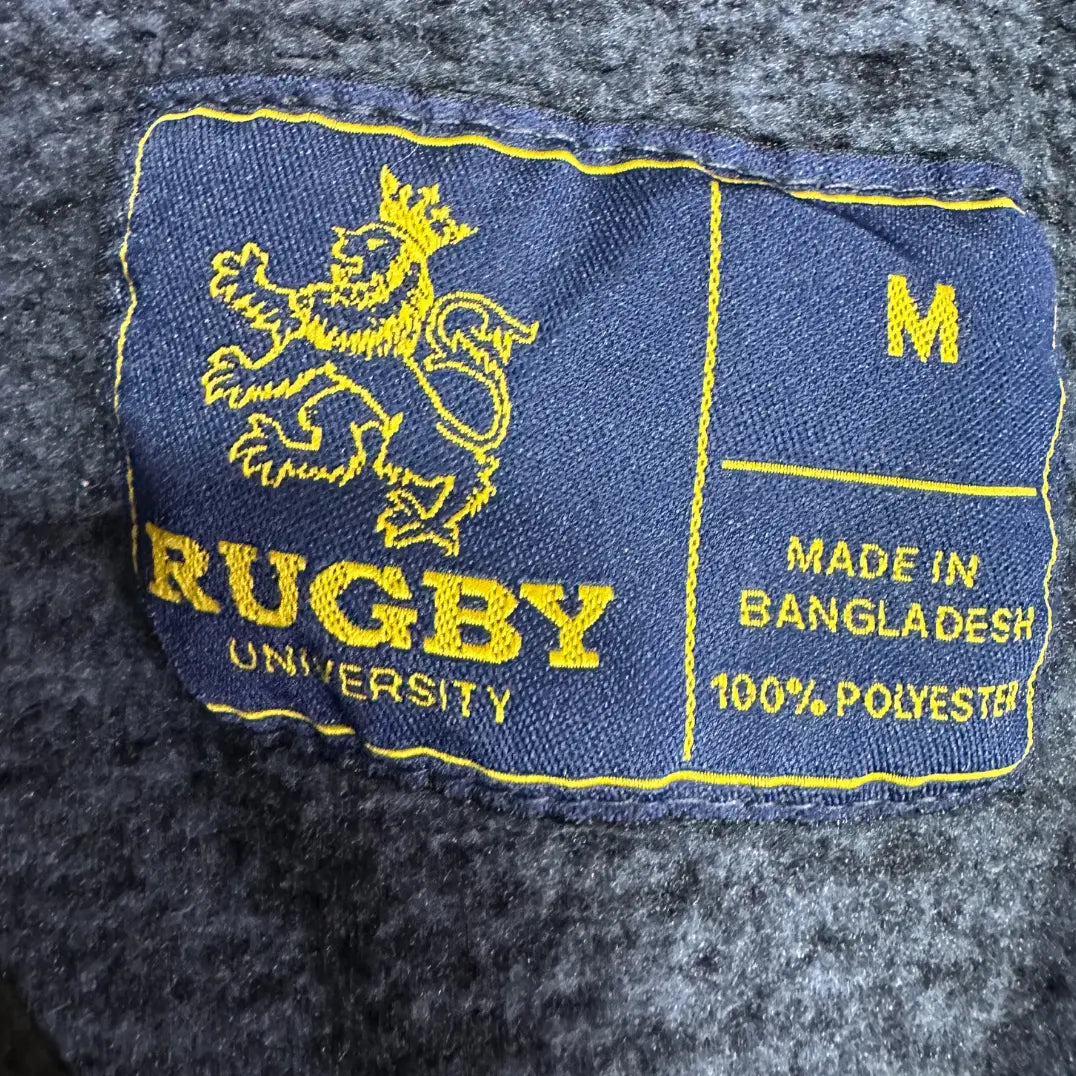 RUGBY
UNIVERSITY
M
MADE IN
BANGLADESH
100% POLYESTER